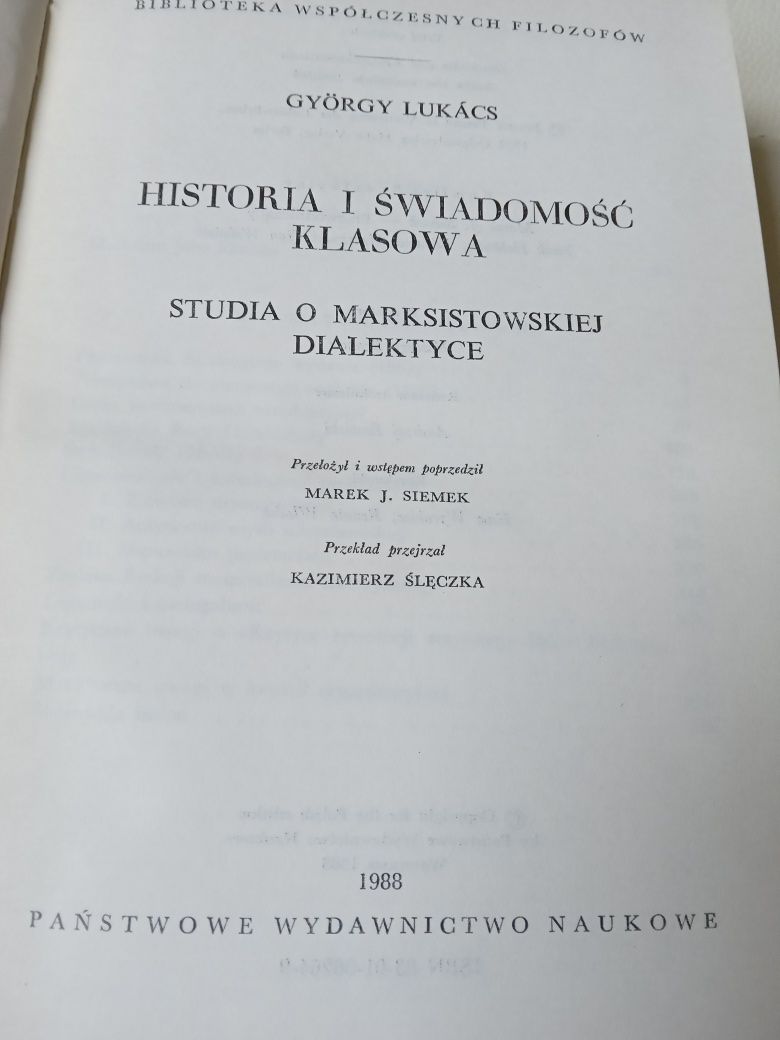 BIBLIOTEKA WSPÓŁCZESNYCH FILOZOFÓW
GYÖRGY LUKÁCS
HISTORIA I ŚWIADOMOŚĆ
KLASOWA
STUDIA O MARKSISTOWSKIEJ
DIALEKTYCE
Przełożył i wstępem poprzedził
MAREK J. SIEMEK
Przekład przejrzał
KAZIMIERZ ŚLĘCZKA
1988
PAŃSTWOWE WYDAWNICTWO NAUKOWE